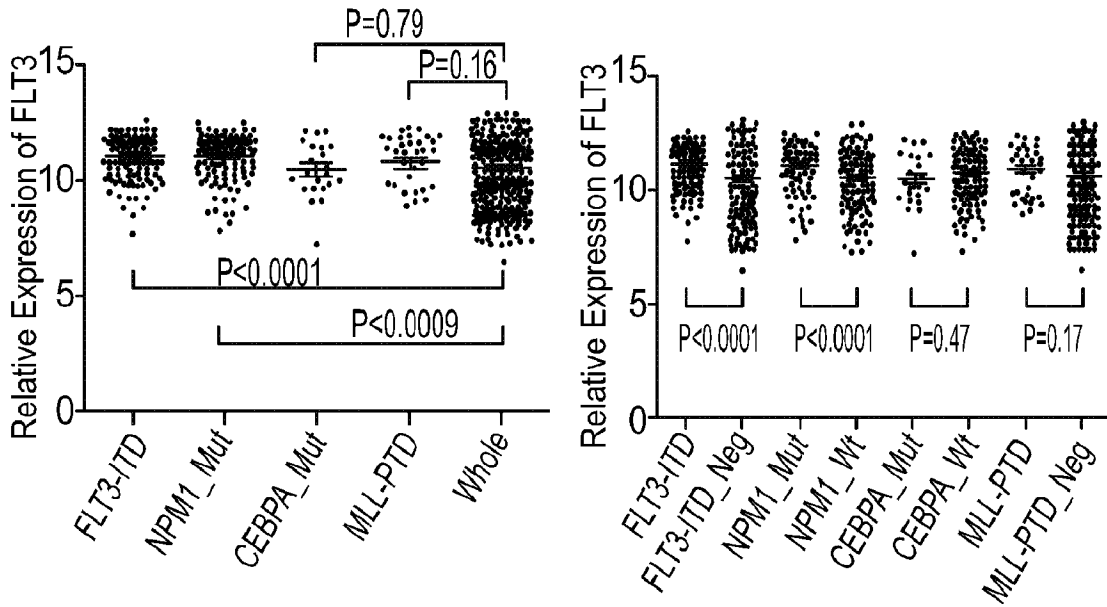 Relative Expression of FLT3
15
10
5
0
P=0.79
P=0.16
P<0.0001
P<0.0009
FLT3-ITD
NPM1_Mut
CEBPA_Mut
MLL-PTD
Whole
Relative Expression of FLT3
15
10
5
0
P<0.0001
P<0.0001
P=0.47
P=0.17
FLT3-ITD
FLT3-ITD_Neg
NPM1_Mut
NPM1_Wt
CEBPA_Mut
CEBPA_Wt
MLL-PTD
MLL-PTD_Neg